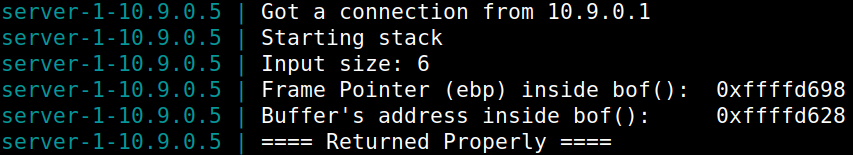 server-1-10.9.0.5 | Got a connection from 10.9.0.1
server-1-10.9.0.5 | Starting stack
server-1-10.9.0.5 | Input size: 6
server-1-10.9.0.5 | Frame Pointer (ebp) inside bof():  0xffffd698
server-1-10.9.0.5 | Buffer's address inside bof():     0xffffd628
server-1-10.9.0.5 | ==== Returned Properly ====